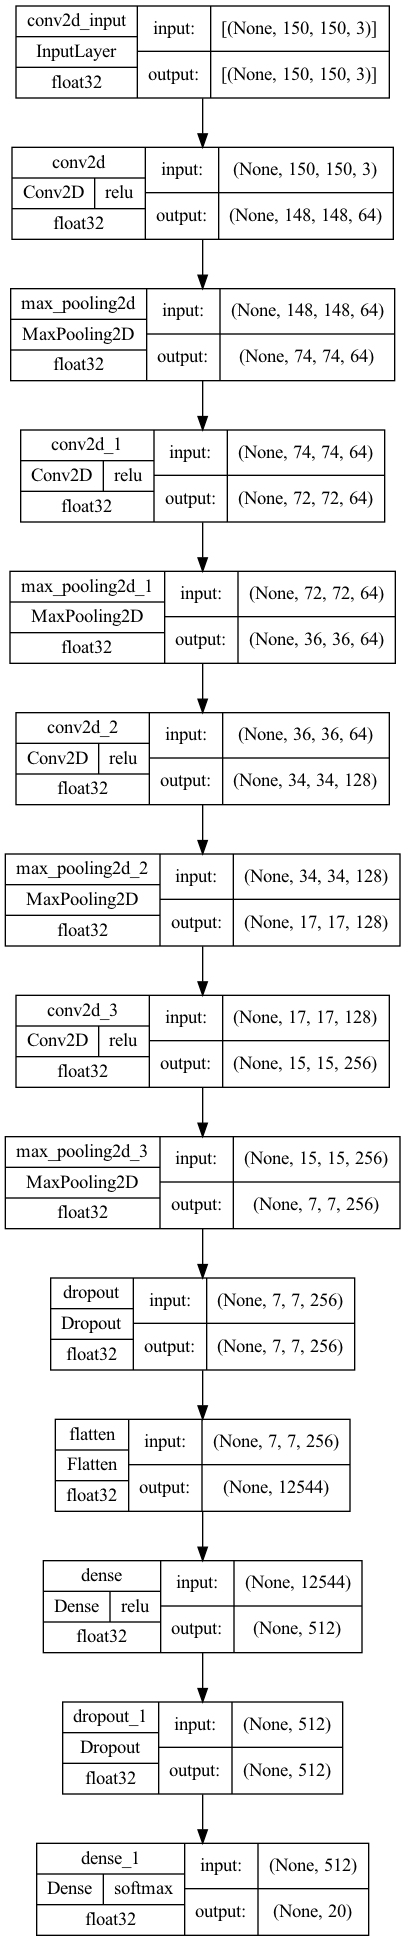 conv2d_input
InputLayer
float32
input:
[(None, 150, 150, 3)]
output:
[(None, 150, 150, 3)]
conv2d
Conv2D relu
float32
input:
(None, 150, 150, 3)
output:
(None, 148, 148, 64)
max_pooling2d
MaxPooling2D
float32
input:
(None, 148, 148, 64)
output:
(None, 74, 74, 64)
conv2d_1
Conv2D relu
float32
input:
(None, 74, 74, 64)
output:
(None, 72, 72, 64)
max_pooling2d_1
MaxPooling2D
float32
input:
(None, 72, 72, 64)
output:
(None, 36, 36, 64)
conv2d_2
Conv2D relu
float32
input:
(None, 36, 36, 64)
output:
(None, 34, 34, 128)
max_pooling2d_2
MaxPooling2D
float32
input:
(None, 34, 34, 128)
output:
(None, 17, 17, 128)
conv2d_3
Conv2D relu
float32
input:
(None, 17, 17, 128)
output:
(None, 15, 15, 256)
max_pooling2d_3
MaxPooling2D
float32
input:
(None, 15, 15, 256)
output:
(None, 7, 7, 256)
dropout
Dropout
float32
input:
(None, 7, 7, 256)
output:
(None, 7, 7, 256)
flatten
Flatten
float32
input:
(None, 7, 7, 256)
output:
(None, 12544)
dense
Dense relu
float32
input:
(None, 12544)
output:
(None, 512)
dropout_1
Dropout
float32
input:
(None, 512)
output:
(None, 512)
dense_1
Dense softmax
float32
input:
(None, 512)
output:
(None, 20)